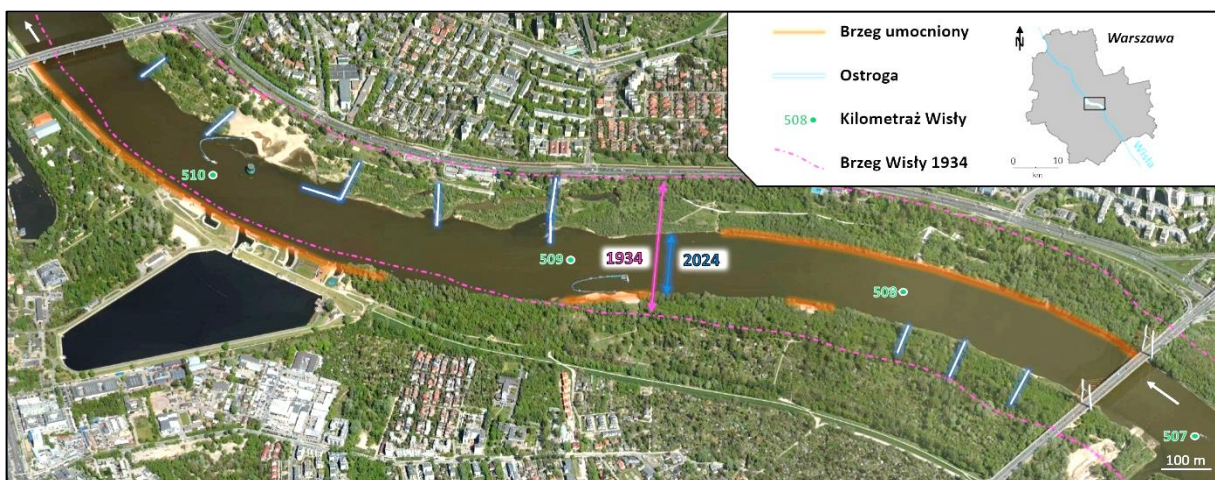 Brzeg umocniony
Ostroga
508 Kilometraż Wisły
Brzeg Wisły 1934
N
Warszawa
Wisła
0 10
km
510
509
1934
2024
508
507
100 m